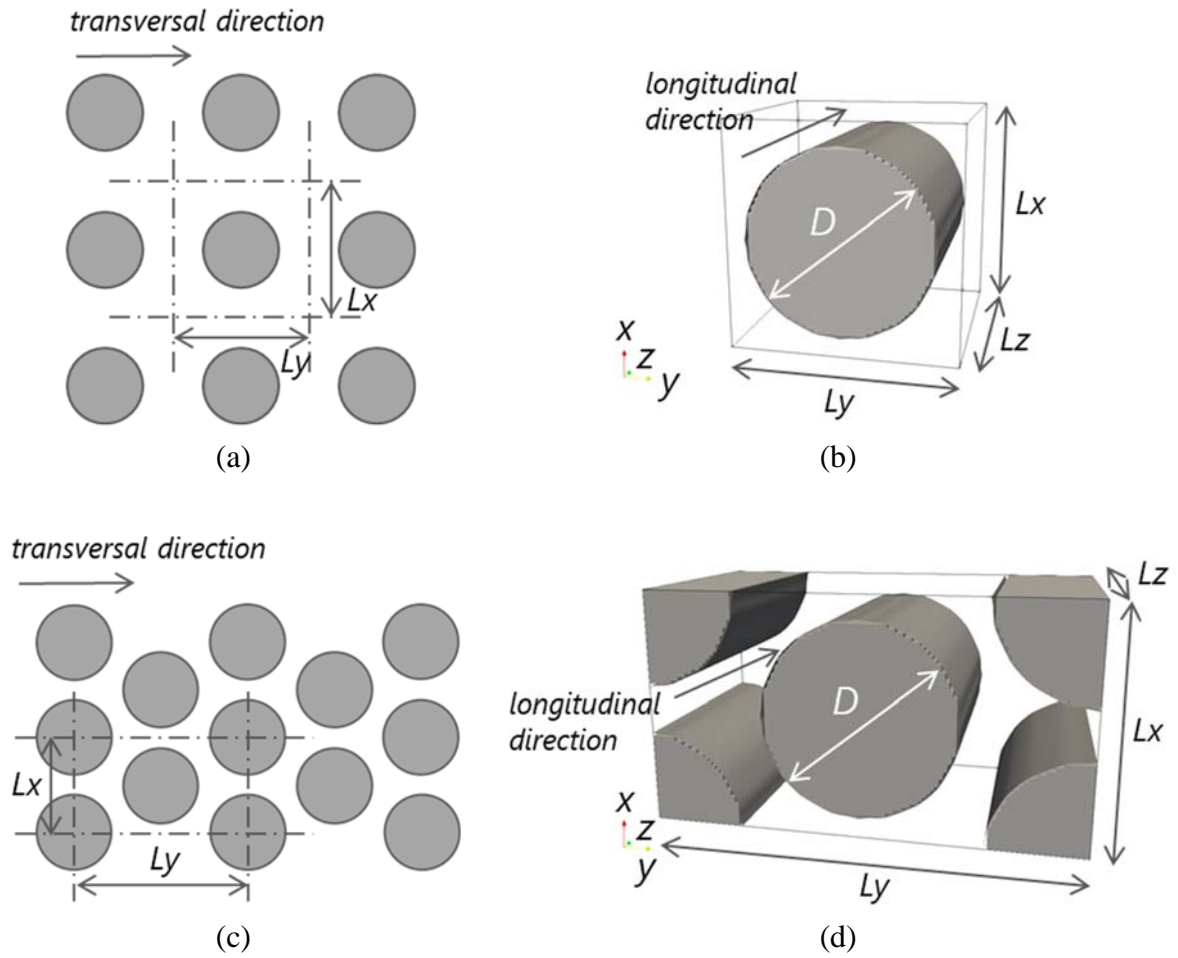 transversal direction
Lx
Ly
(a)
longitudinal
direction
D
Lx
Lz
Ly
x
z
y
(b)
transversal direction
Lx
Ly
(c)
Lz
longitudinal
direction
D
Lx
x
z
y
Ly
(d)